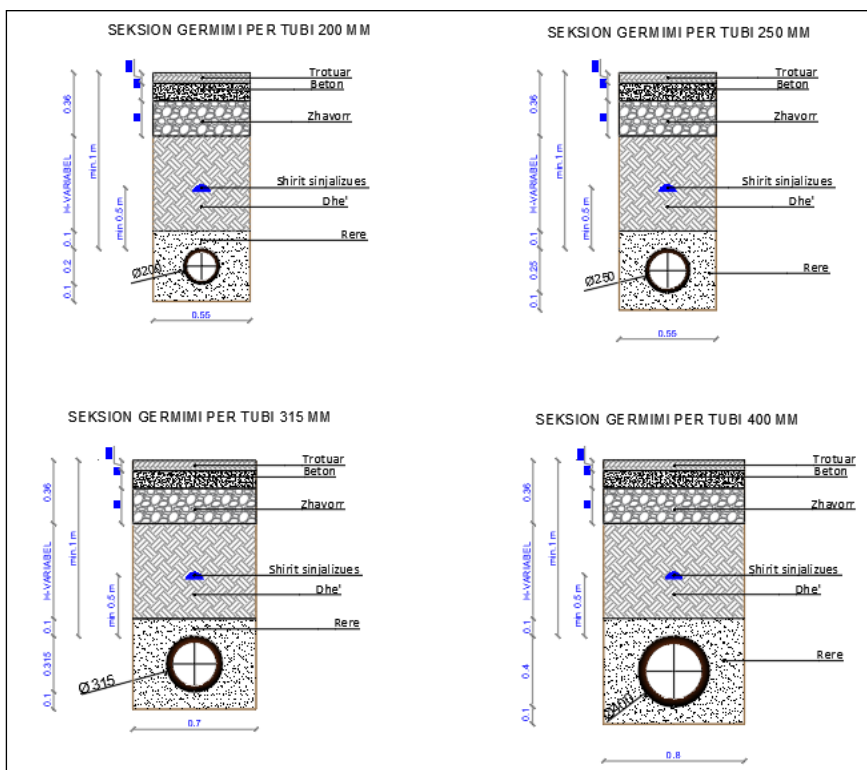 SEKSION GERMIMI PER TUBI 200 MM
Trotuar
Beton
Zhavorr
Shirit sinjalizues
Dhe'
Rere
0.36
H-VARIABEL
0.1
0.2
0.1
min.1 m
min 0.5 m
Ø200
0.55
SEKSION GERMIMI PER TUBI 250 MM
Trotuar
Beton
Zhavorr
Shirit sinjalizues
Dhe'
Rere
0.36
H-VARIABEL
0.1
0.25
0.1
min.1 m
min 0.5 m
Ø250
0.55
SEKSION GERMIMI PER TUBI 315 MM
Trotuar
Beton
Zhavorr
Shirit sinjalizues
Dhe'
Rere
0.36
H-VARIABEL
0.1
0.315
0.1
min.1 m
min 0.5 m
Ø315
0.7
SEKSION GERMIMI PER TUBI 400 MM
Trotuar
Beton
Zhavorr
Shirit sinjalizues
Dhe'
Rere
0.36
H-VARIABEL
0.1
0.4
0.1
min.1 m
min 0.5 m
Ø400
0.8